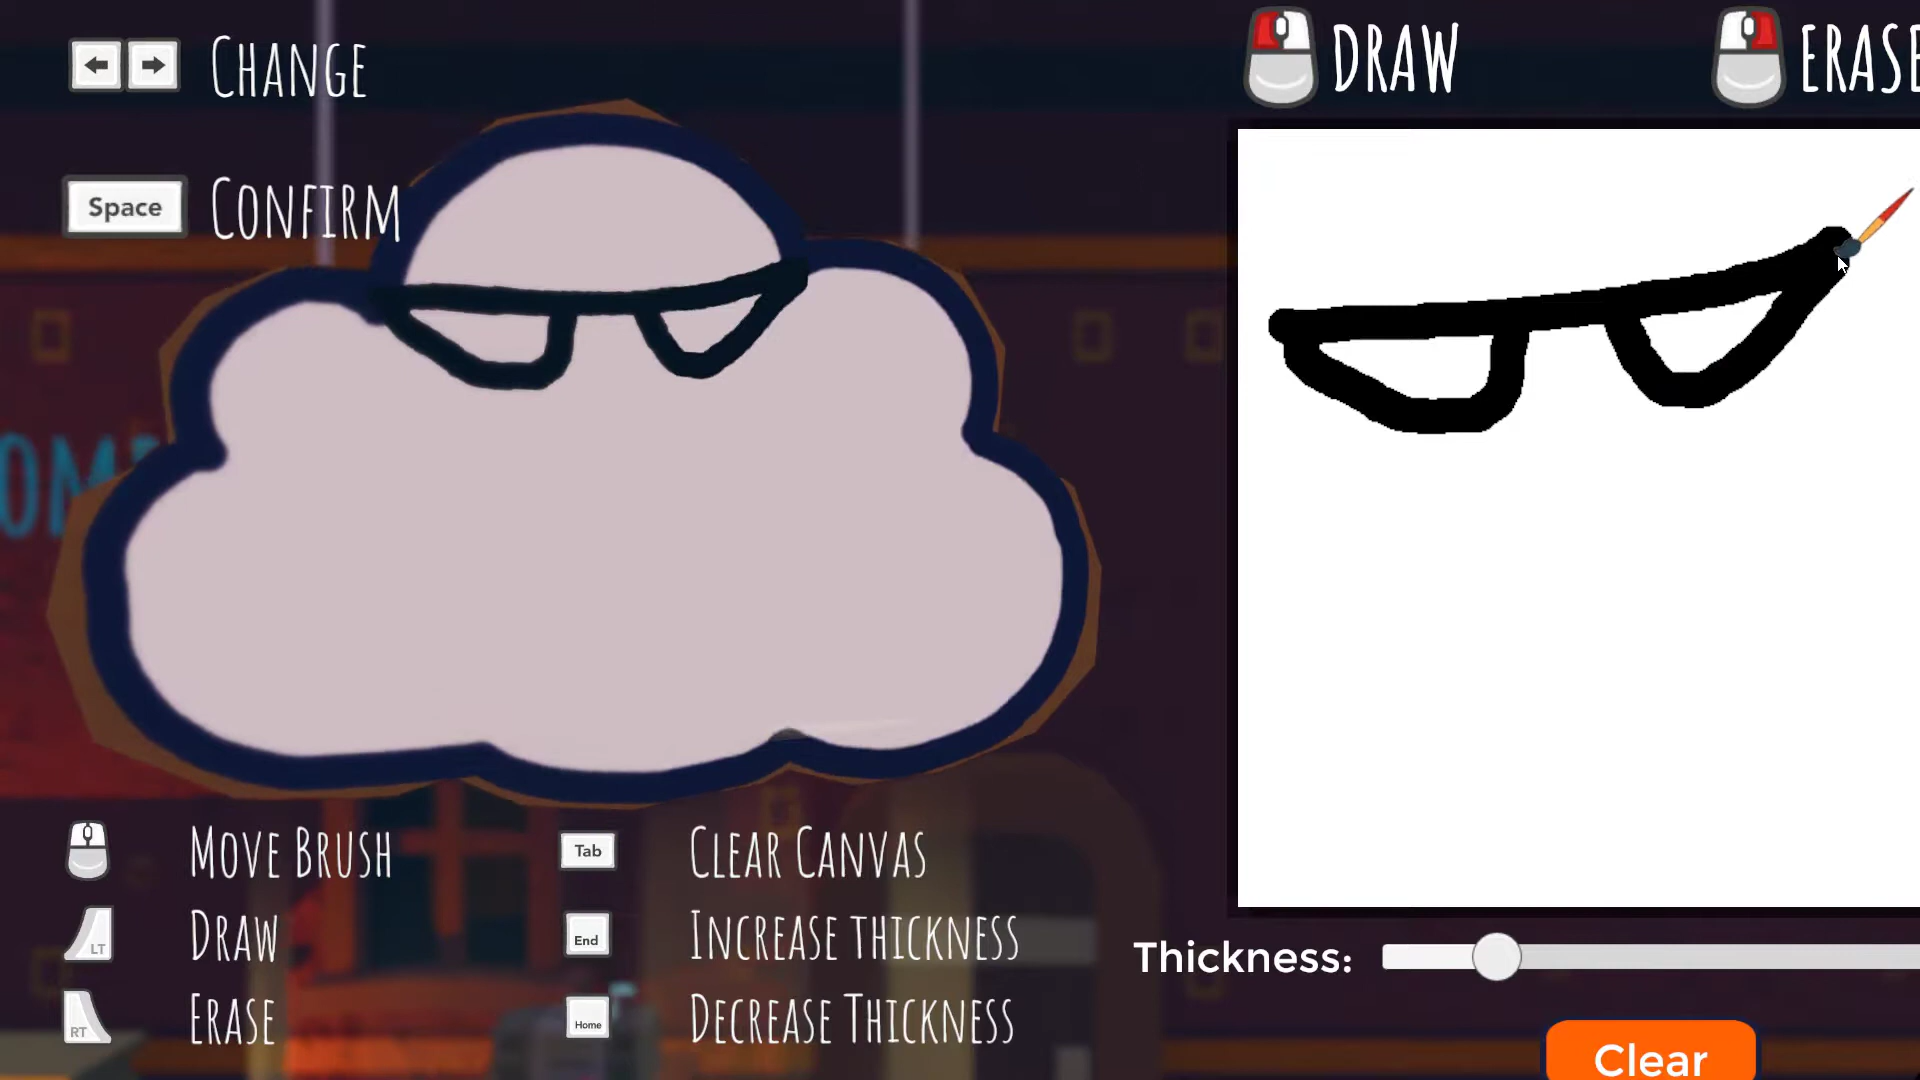 CHANGE
Space CONFIRM
DRAW
ERASE
MOVE BRUSH
Tab CLEAR CANVAS
LT DRAW
End INCREASE THICKNESS
RT ERASE
Home DECREASE THICKNESS
Thickness:
Clear